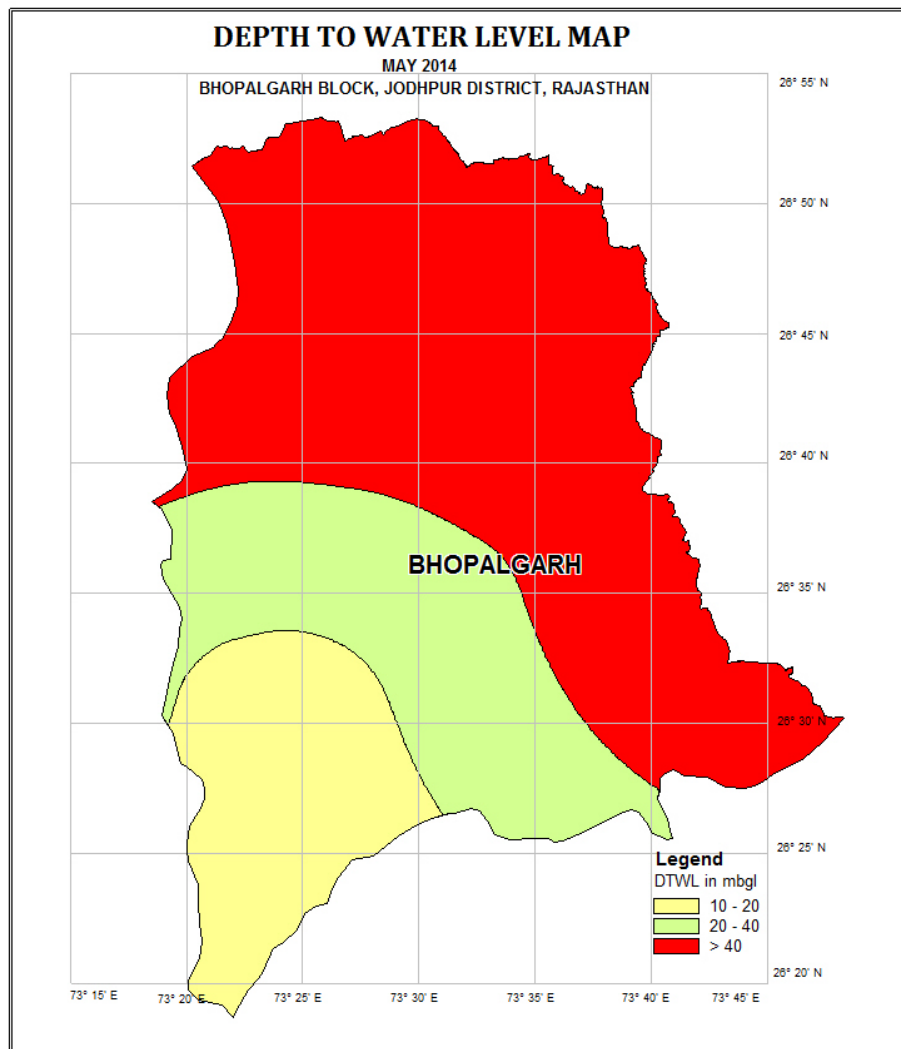 DEPTH TO WATER LEVEL MAP
MAY 2014
BHOPALGARH BLOCK, JODHPUR DISTRICT, RAJASTHAN
26° 55' N
26° 50' N
26° 45' N
26° 40' N
BHOPALGARH
26° 35' N
26° 30' N
26° 25' N
Legend
DTWL in mbgl
10 - 20
20 - 40
> 40
26° 20' N
73° 15' E
73° 20' E
73° 25' E
73° 30' E
73° 35' E
73° 40' E
73° 45' E